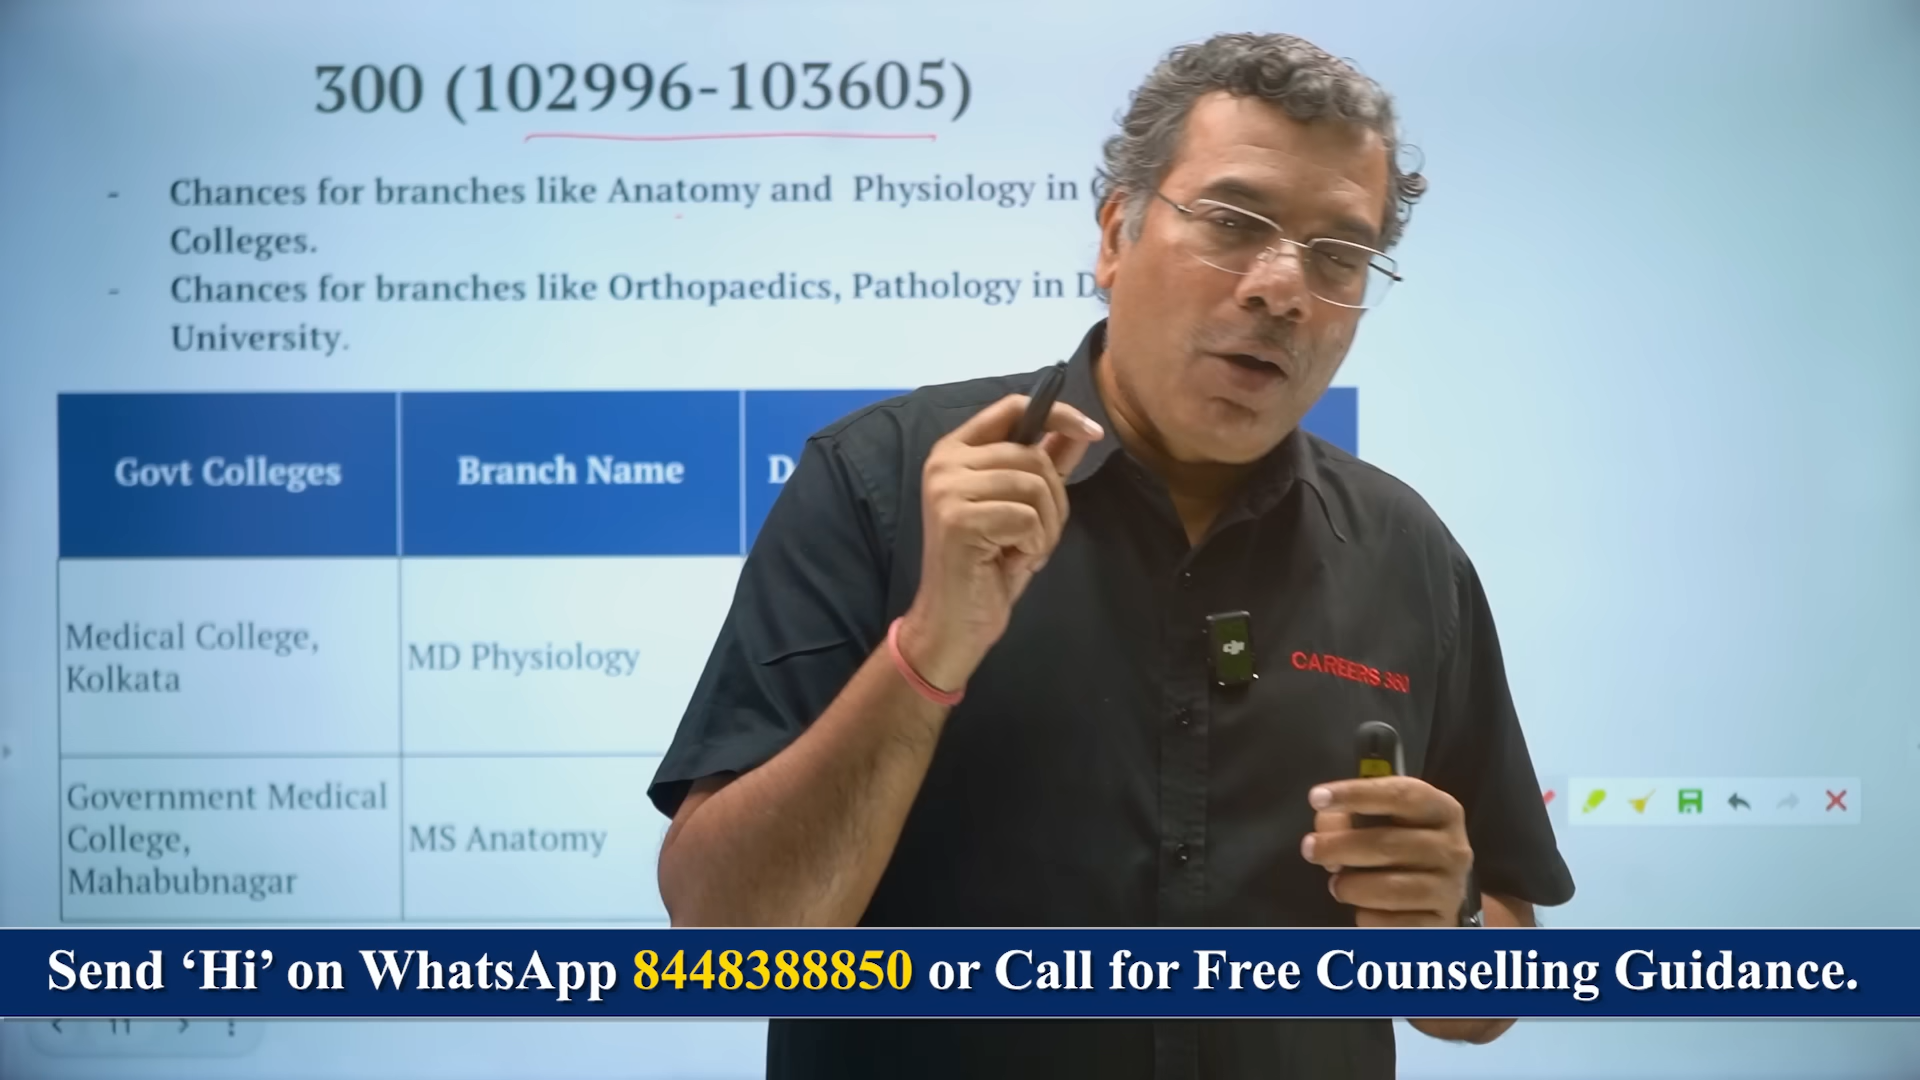 300 (102996-103605)
- Chances for branches like Anatomy and Physiology in
Colleges.
- Chances for branches like Orthopaedics, Pathology in D
University.
Govt Colleges
Branch Name
D
Medical College,
Kolkata
MD Physiology
Government Medical
College,
Mahabubnagar
MS Anatomy
CAREERS 360
Send ‘Hi’ on WhatsApp 8448388850 or Call for Free Counselling Guidance.
11